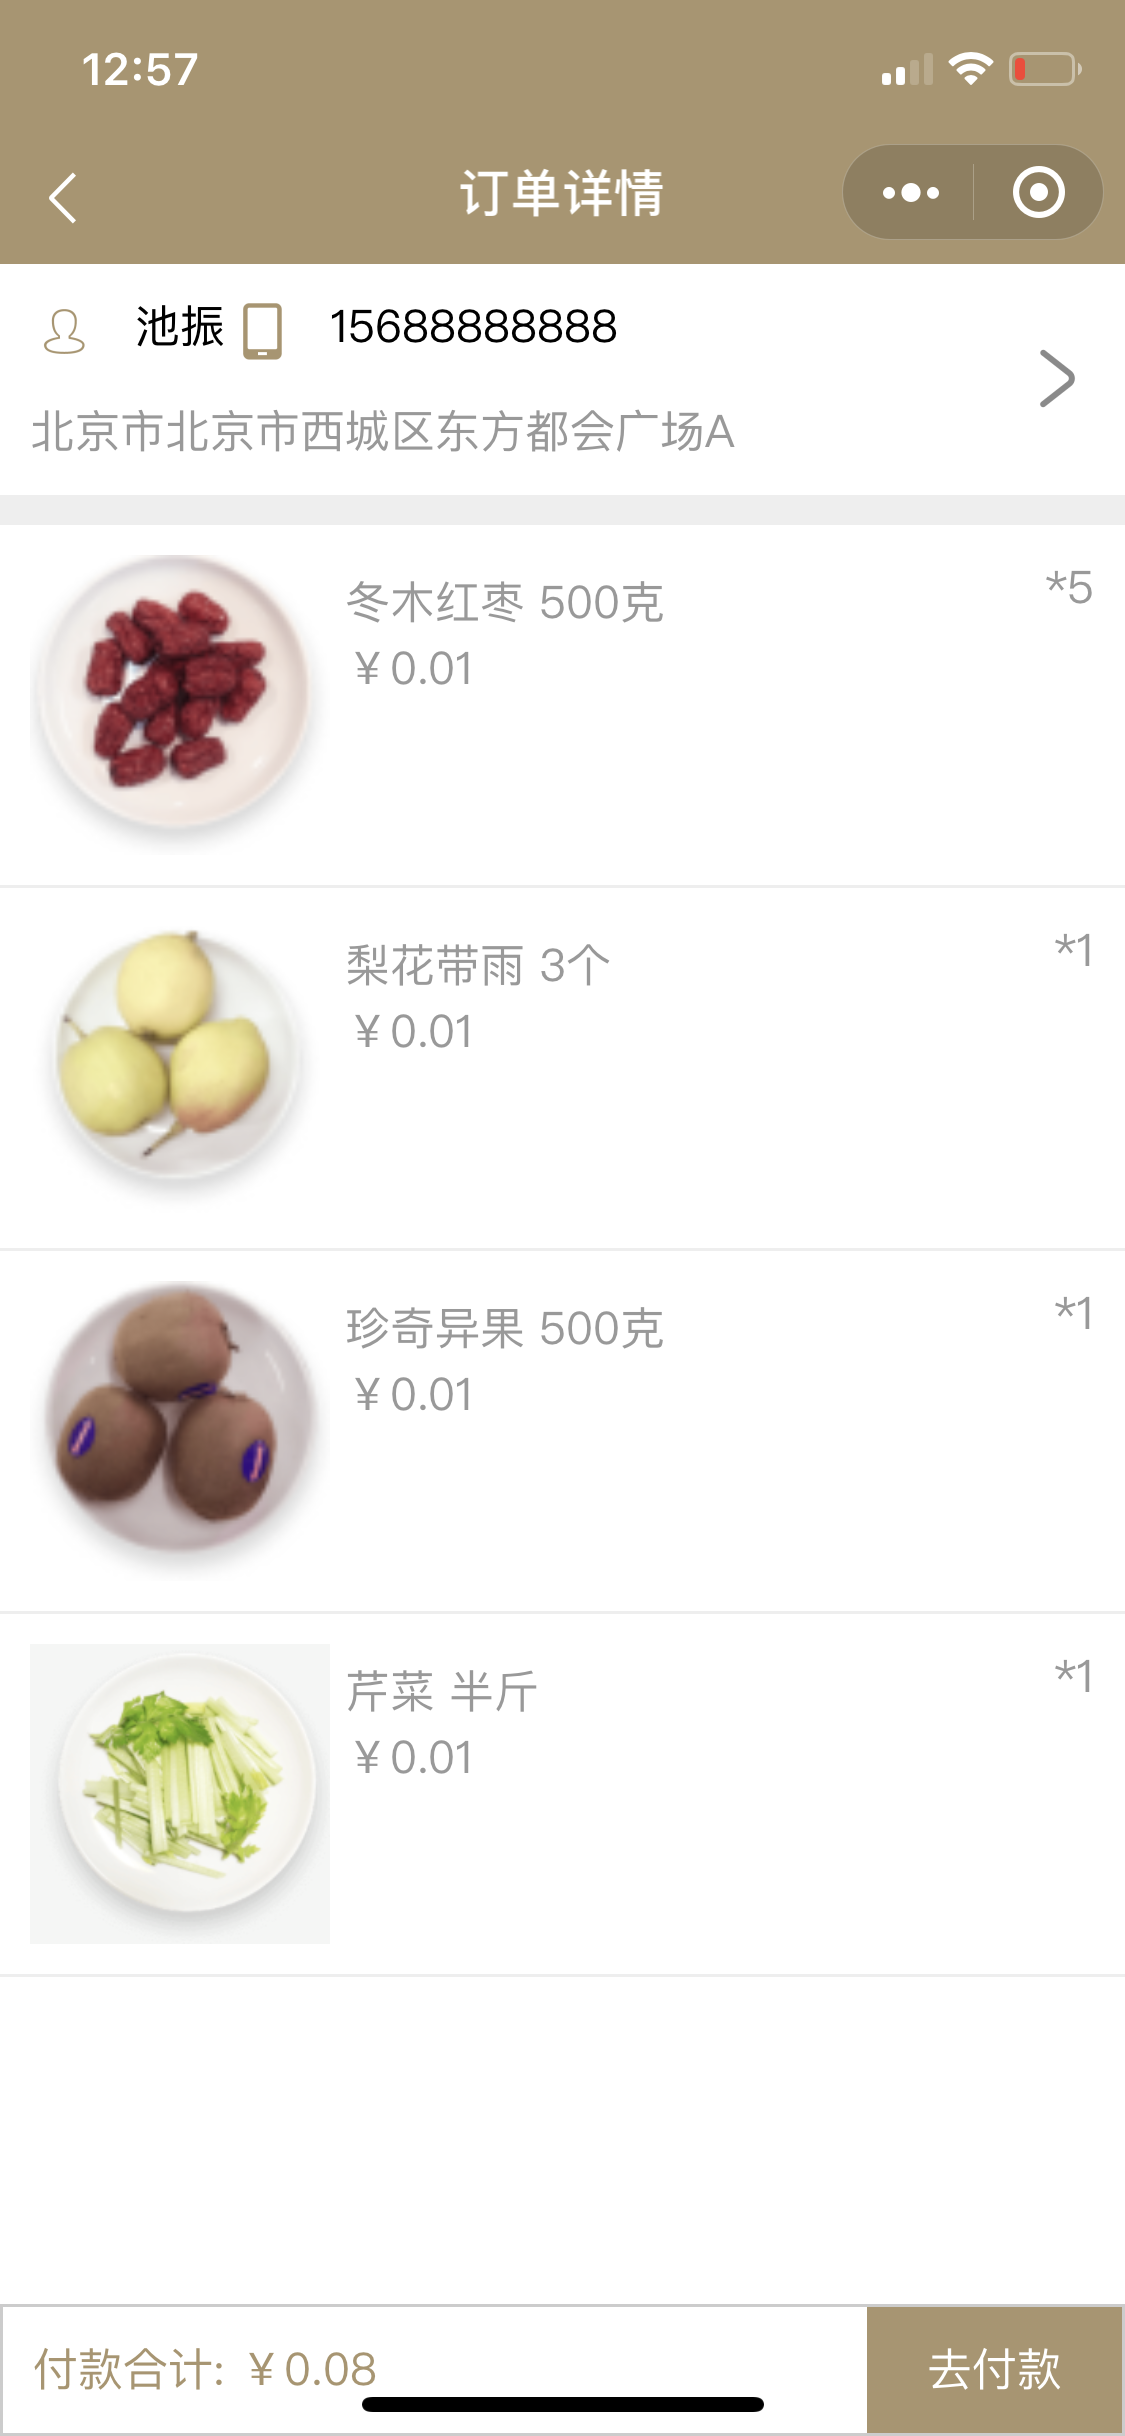 12:57
订单详情
池振 15688888888
北京市北京市西城区东方都会广场A
冬木红枣 500克 *5
¥0.01
梨花带雨 3个 *1
¥0.01
珍奇异果 500克 *1
¥0.01
芹菜 半斤 *1
¥0.01
付款合计: ¥0.08 去付款